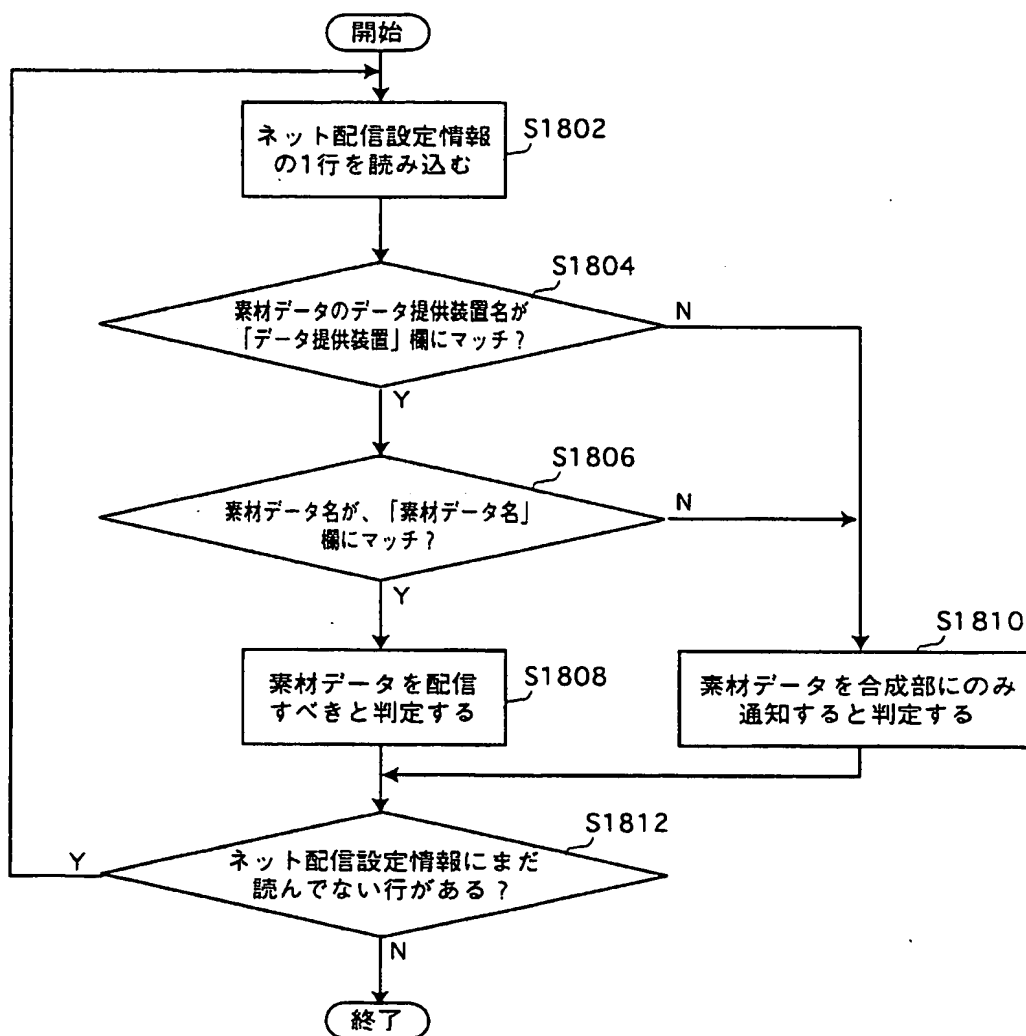 開始
ネット配信設定情報
の1行を読み込む
S1802
S1804
素材データのデータ提供装置名が
「データ提供装置」欄にマッチ？
N
Y
S1806
素材データ名が、「素材データ名」
欄にマッチ？
N
Y
S1808
素材データを配信
すべきと判定する
S1810
素材データを合成部にのみ
通知すると判定する
S1812
ネット配信設定情報にまだ
読んでない行がある？
Y
N
終了